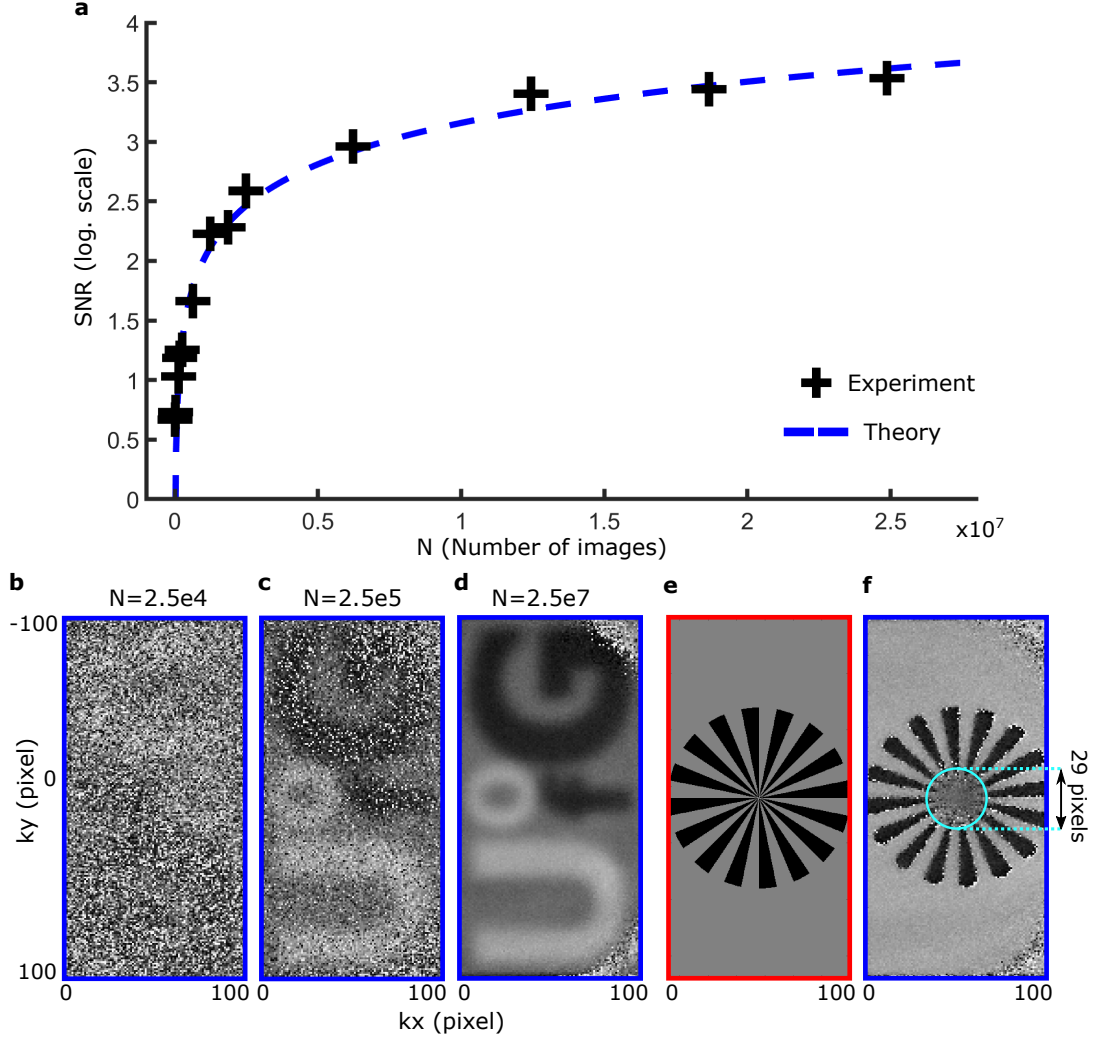 a
4
3.5
3
2.5
2
1.5
1
0.5
0
SNR (log. scale)
Experiment
Theory
0 0.5 1 1.5 2 2.5
x10⁷
N (Number of images)
b c d e f
N=2.5e4 N=2.5e5 N=2.5e7
-100
0
100
ky (pixel)
29 pixels
0 100 0 100 0 100 0 100 0 100
kx (pixel)